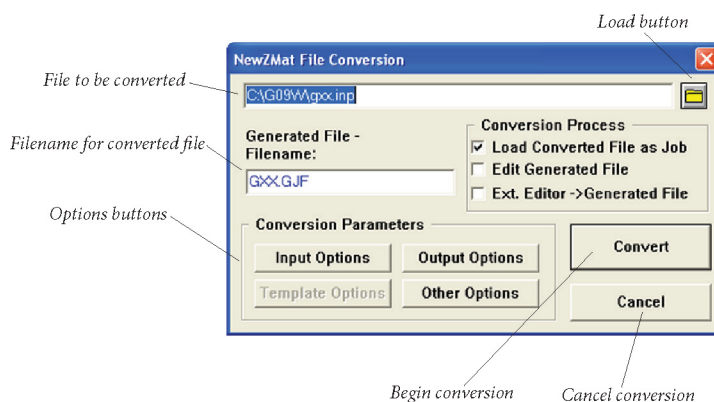 Load button
NewZMat File Conversion
File to be converted
C:\G09W\gxx.inp
Filename for converted file
Generated File -
Filename:
GXX.GJF
Conversion Process
Load Converted File as Job
Edit Generated File
Ext. Editor ->Generated File
Options buttons
Conversion Parameters
Input Options
Output Options
Template Options
Other Options
Convert
Cancel
Begin conversion
Cancel conversion